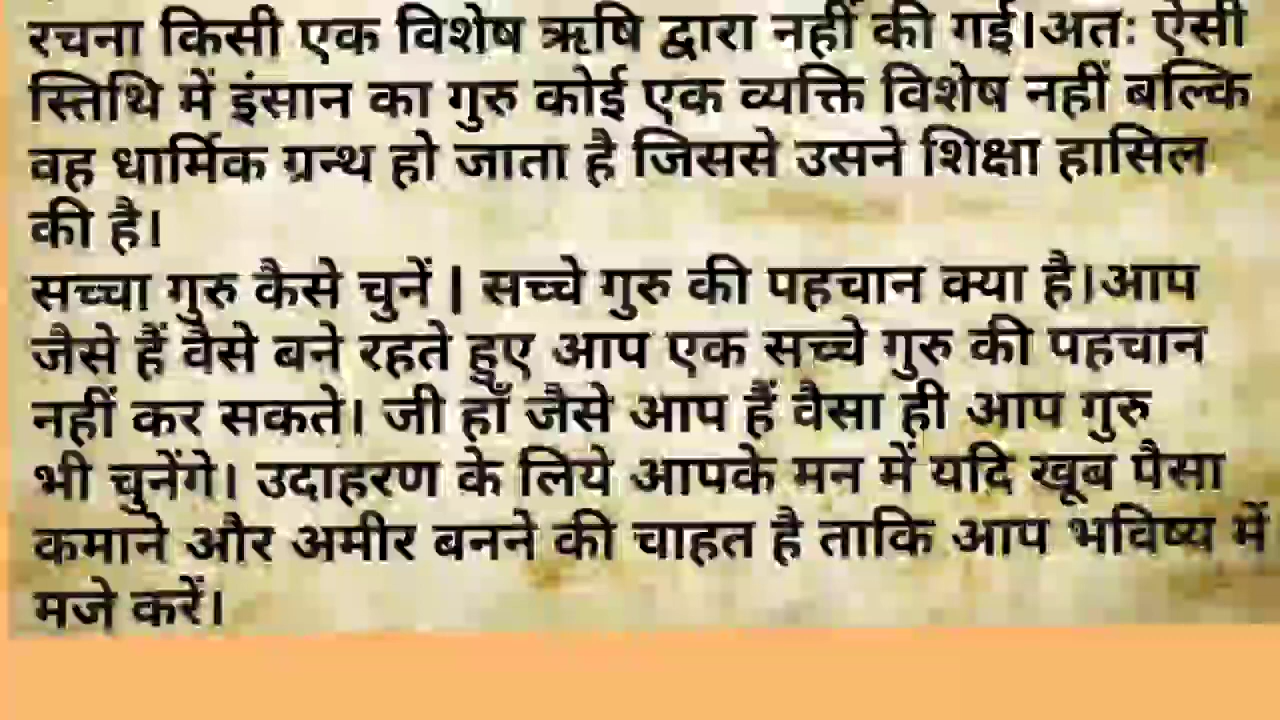 रचना किसी एक विशेष ऋषि द्वारा नहीं की गई।अतः ऐसी
स्तिथि में इंसान का गुरु कोई एक व्यक्ति विशेष नहीं बल्कि
वह धार्मिक ग्रन्थ हो जाता है जिससे उसने शिक्षा हासिल
की है।
सच्चा गुरु कैसे चुनें | सच्चे गुरु की पहचान क्या है।आप
जैसे हैं वैसे बने रहते हुए आप एक सच्चे गुरु की पहचान
नहीं कर सकते। जी हाँ जैसे आप हैं वैसा ही आप गुरु
भी चुनेंगे। उदाहरण के लिये आपके मन में यदि खूब पैसा
कमाने और अमीर बनने की चाहत है ताकि आप भविष्य में
मजे करें।